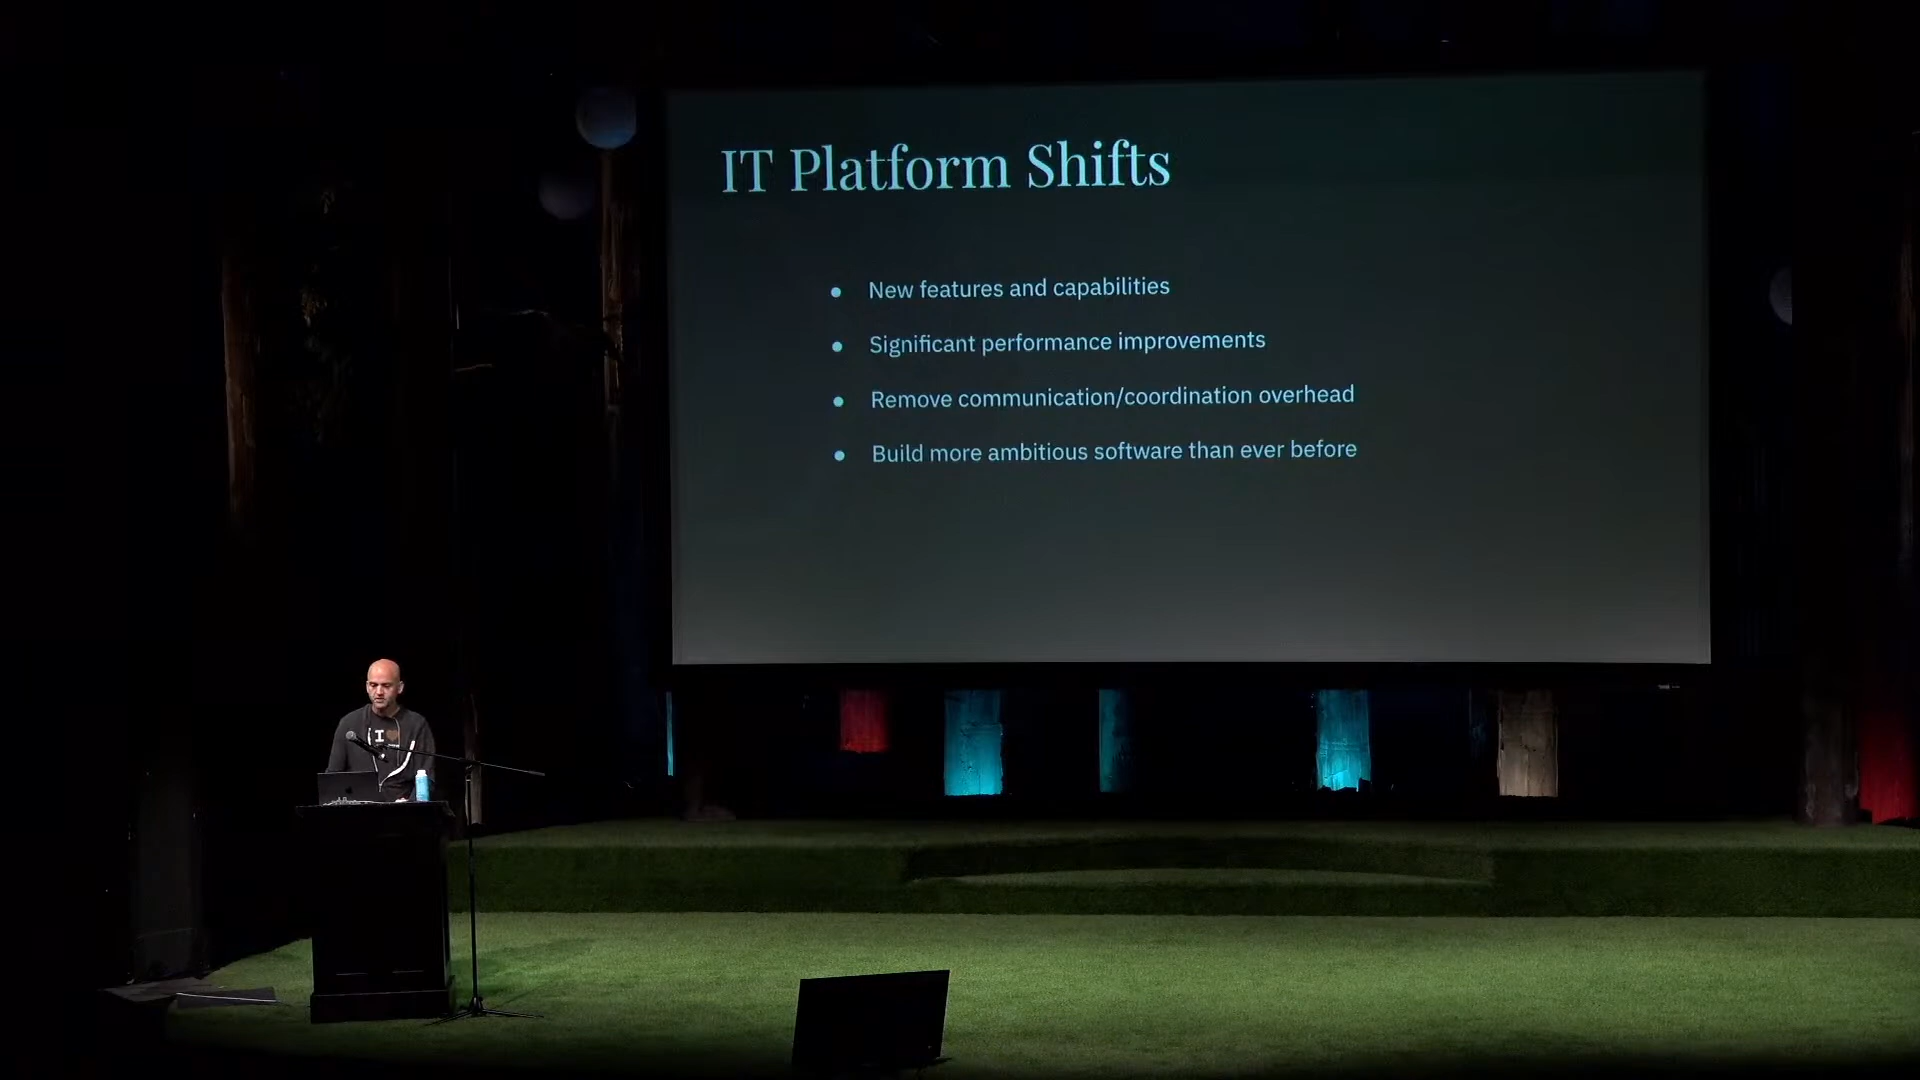 IT Platform Shifts
● New features and capabilities
● Significant performance improvements
● Remove communication/coordination overhead
● Build more ambitious software than ever before
I